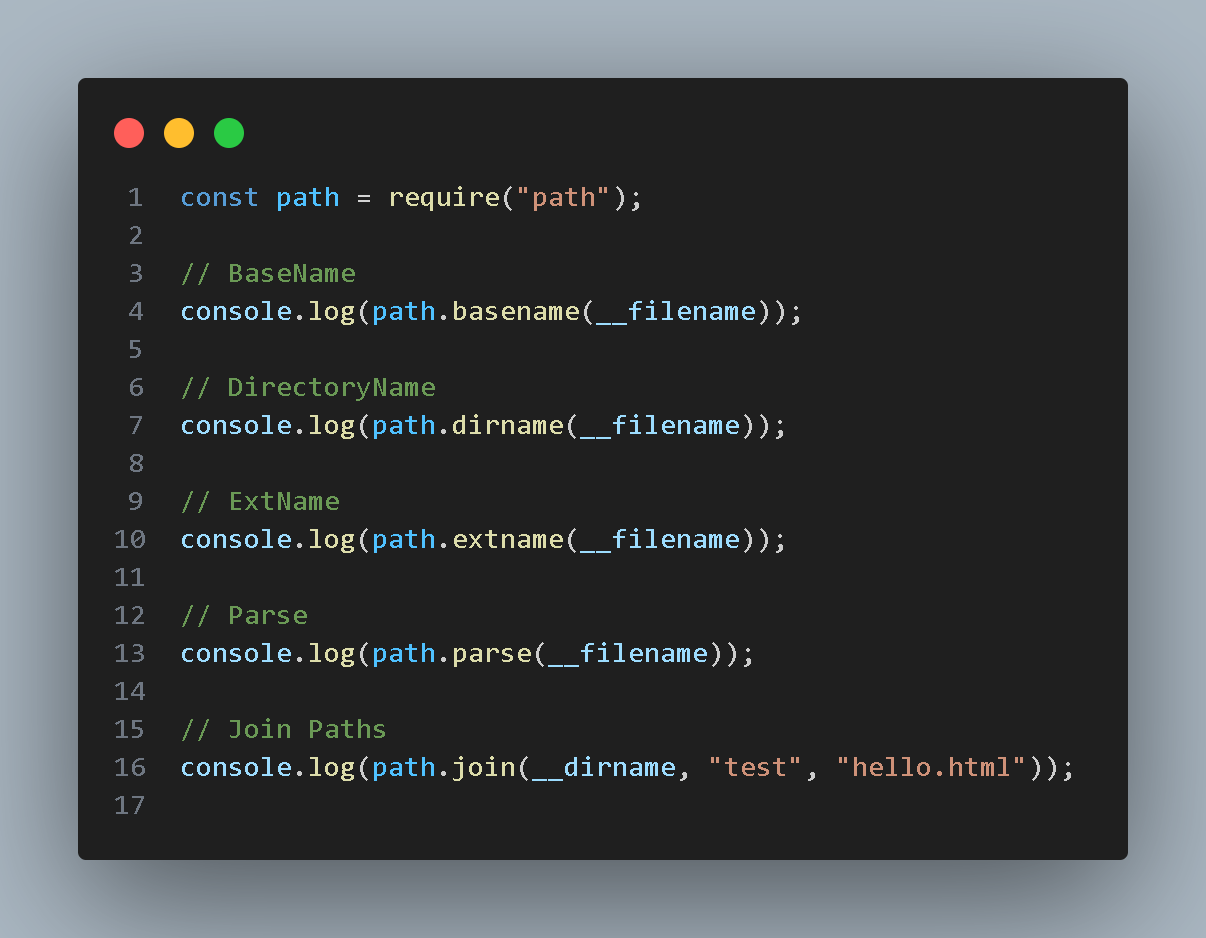 1 const path = require("path");
2
3 // BaseName
4 console.log(path.basename(__filename));
5
6 // DirectoryName
7 console.log(path.dirname(__filename));
8
9 // ExtName
10 console.log(path.extname(__filename));
11
12 // Parse
13 console.log(path.parse(__filename));
14
15 // Join Paths
16 console.log(path.join(__dirname, "test", "hello.html"));
17